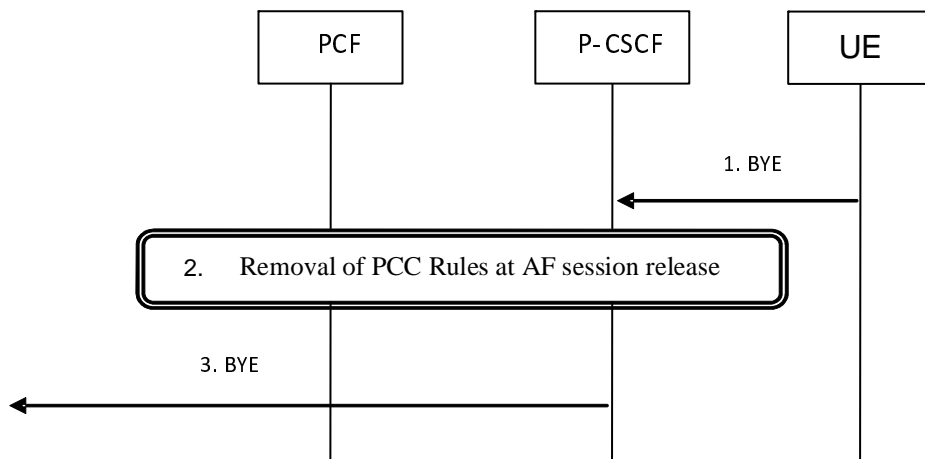 PCF
P-CSCF
UE
1. BYE
2. Removal of PCC Rules at AF session release
3. BYE